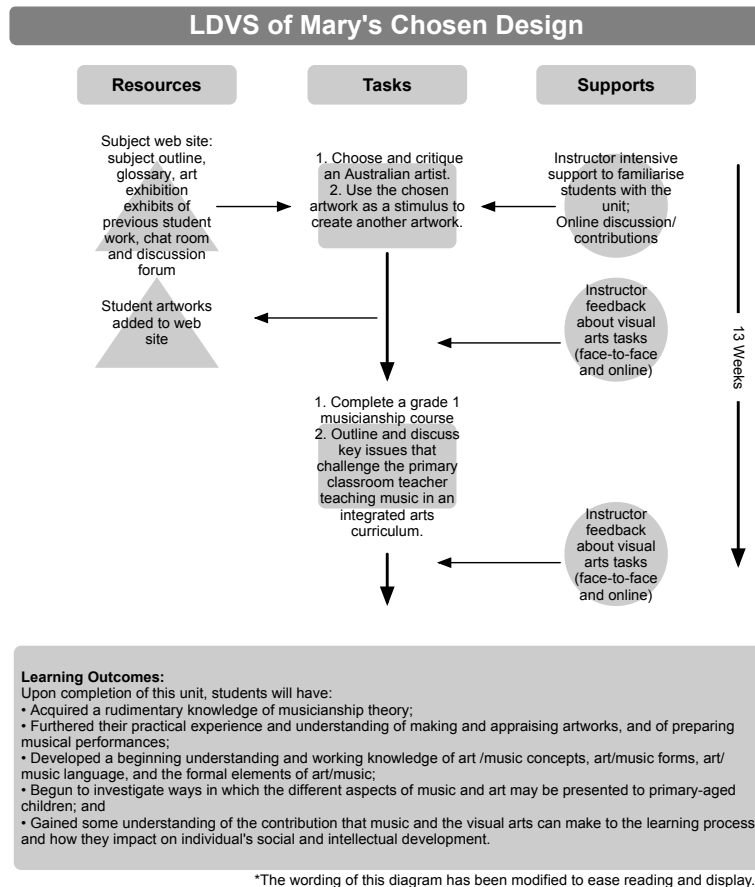 LDVS of Mary's Chosen Design
Resources
Tasks
Supports
Subject web site:
subject outline,
glossary, art
exhibition
exhibits of
previous student
work, chat room
and discussion
forum
1. Choose and critique
an Australian artist.
2. Use the chosen
artwork as a stimulus to
create another artwork.
Instructor intensive
support to familiarise
students with the
unit;
Online discussion/
contributions
Student artworks
added to web
site
Instructor
feedback
about visual
arts tasks
(face-to-face
and online)
13 Weeks
1. Complete a grade 1
musicianship course
2. Outline and discuss
key issues that
challenge the primary
classroom teacher
teaching music in an
integrated arts
curriculum.
Instructor
feedback
about visual
arts tasks
(face-to-face
and online)
Learning Outcomes:
Upon completion of this unit, students will have:
• Acquired a rudimentary knowledge of musicianship theory;
• Furthered their practical experience and understanding of making and appraising artworks, and of preparing
musical performances;
• Developed a beginning understanding and working knowledge of art /music concepts, art/music forms, art/
music language, and the formal elements of art/music;
• Begun to investigate ways in which the different aspects of music and art may be presented to primary-aged
children; and
• Gained some understanding of the contribution that music and the visual arts can make to the learning process
and how they impact on individual's social and intellectual development.
*The wording of this diagram has been modified to ease reading and display.